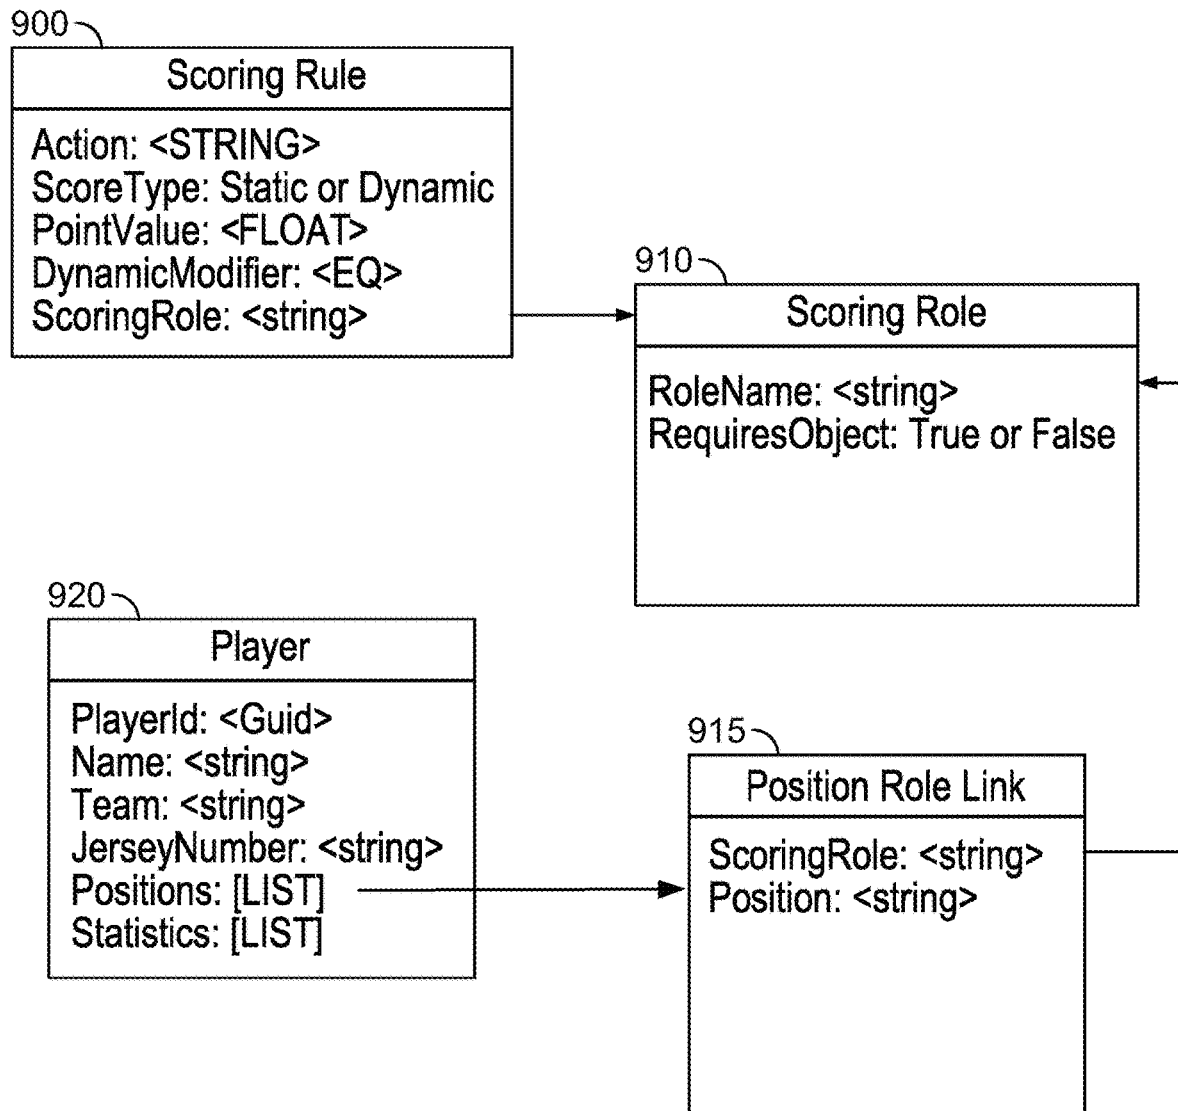 900
Scoring Rule
Action: <STRING>
ScoreType: Static or Dynamic
PointValue: <FLOAT>
DynamicModifier: <EQ>
ScoringRole: <string>
910
Scoring Role
RoleName: <string>
RequiresObject: True or False
920
Player
PlayerId: <Guid>
Name: <string>
Team: <string>
JerseyNumber: <string>
Positions: [LIST]
Statistics: [LIST]
915
Position Role Link
ScoringRole: <string>
Position: <string>